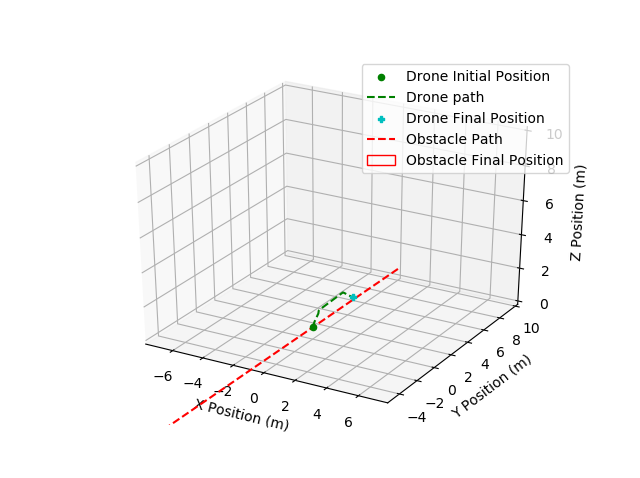 Drone Initial Position
Drone path
Drone Final Position
Obstacle Path
Obstacle Final Position
10
8
6
4
2
0
Z Position (m)
−6
−4
−2
0
2
4
6
X Position (m)
−4
−2
0
2
4
6
8
10
Y Position (m)